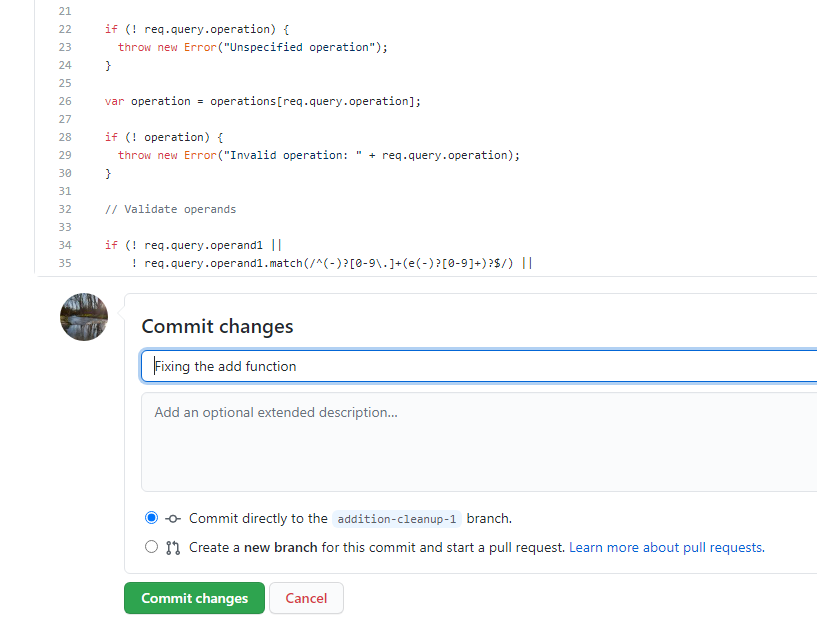 21
22 if (! req.query.operation) {
23 throw new Error("Unspecified operation");
24 }
25
26 var operation = operations[req.query.operation];
27
28 if (! operation) {
29 throw new Error("Invalid operation: " + req.query.operation);
30 }
31
32 // Validate operands
33
34 if (! req.query.operand1 ||
35 ! req.query.operand1.match(/^(-)?[0-9\.]+(e(-)?[0-9]+)?$/) ||
Commit changes
Fixing the add function
Add an optional extended description...
Commit directly to the addition-cleanup-1 branch.
Create a new branch for this commit and start a pull request. Learn more about pull requests.
Commit changes Cancel